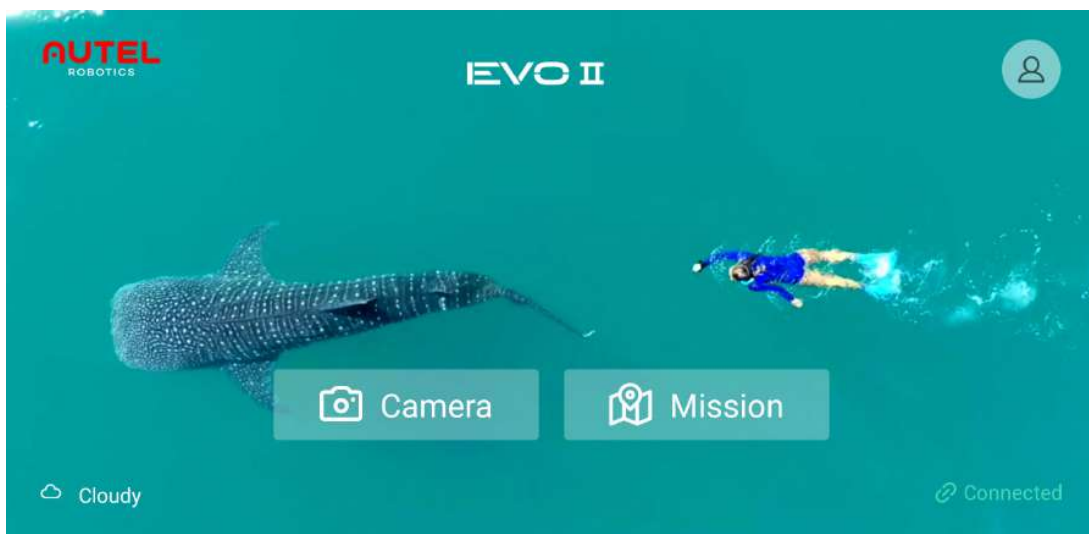 AUTEL
ROBOTICS
EVO II
Camera
Mission
Cloudy
Connected